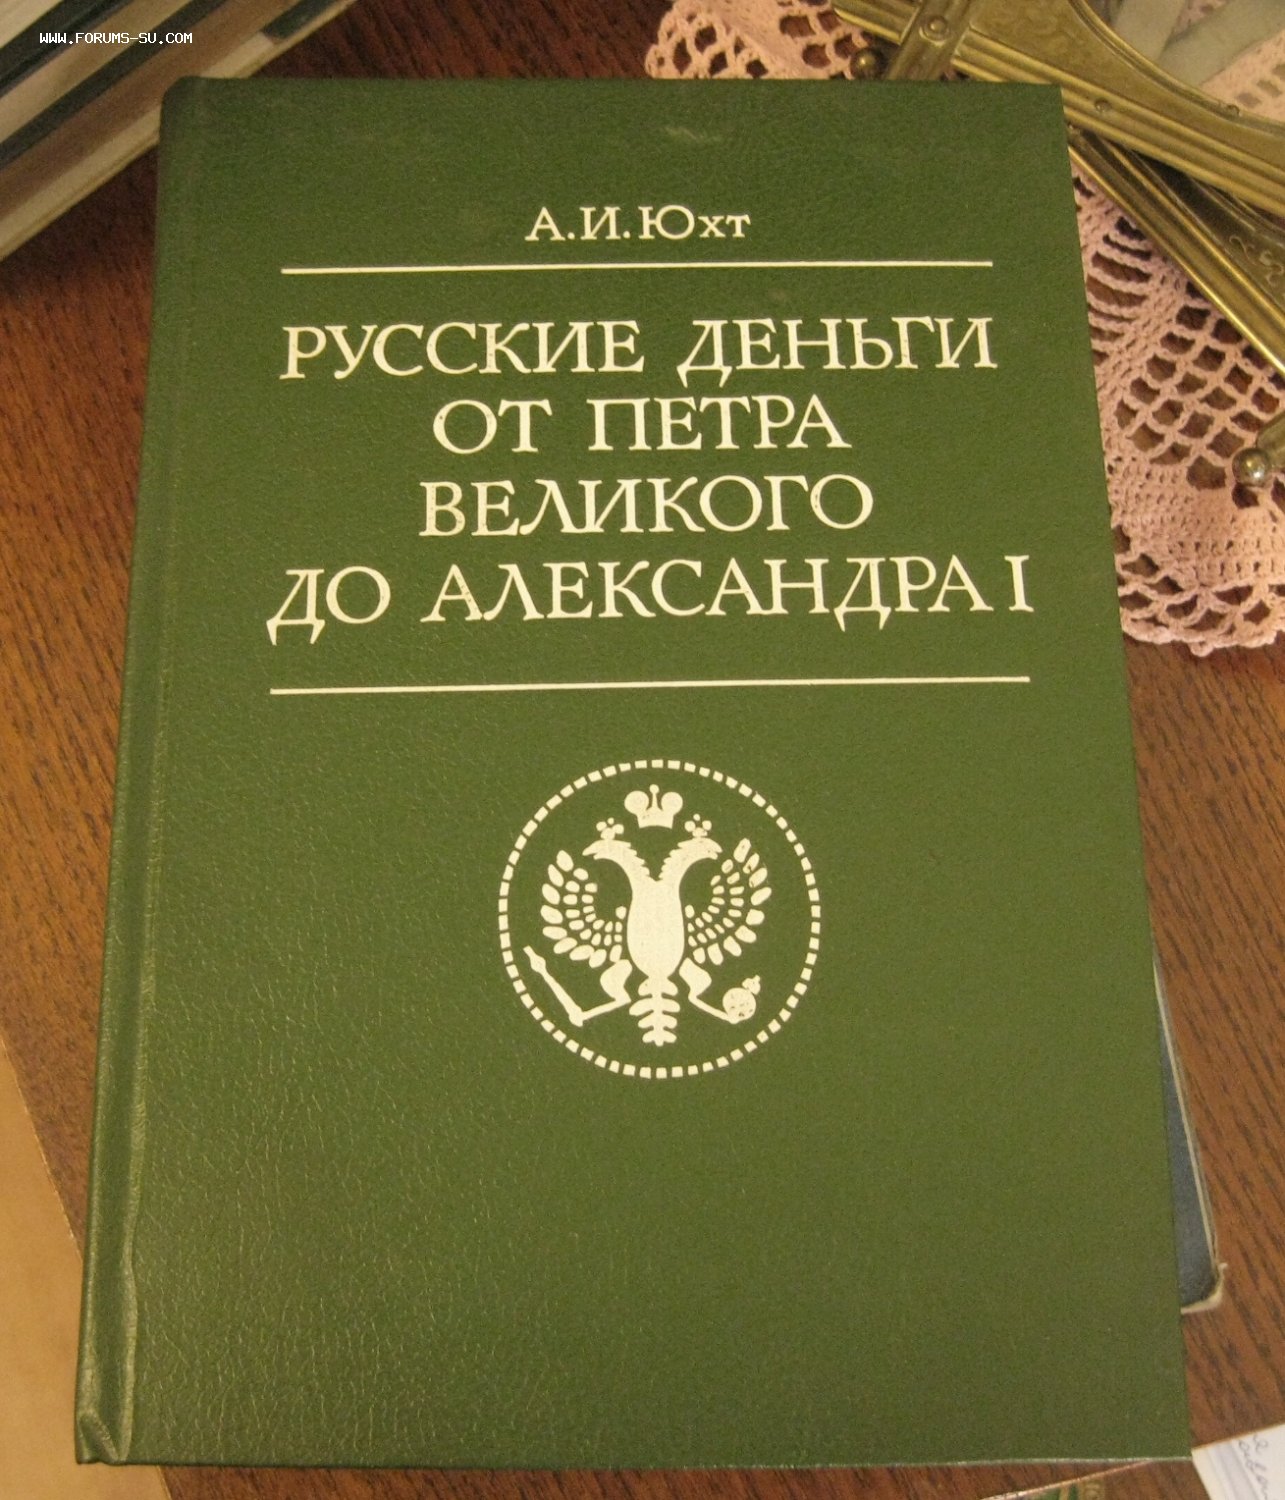 www.forums-su.com
А.И.Юхт
РУССКИЕ ДЕНЬГИ
ОТ ПЕТРА
ВЕЛИКОГО
ДО АЛЕКСАНДРА I